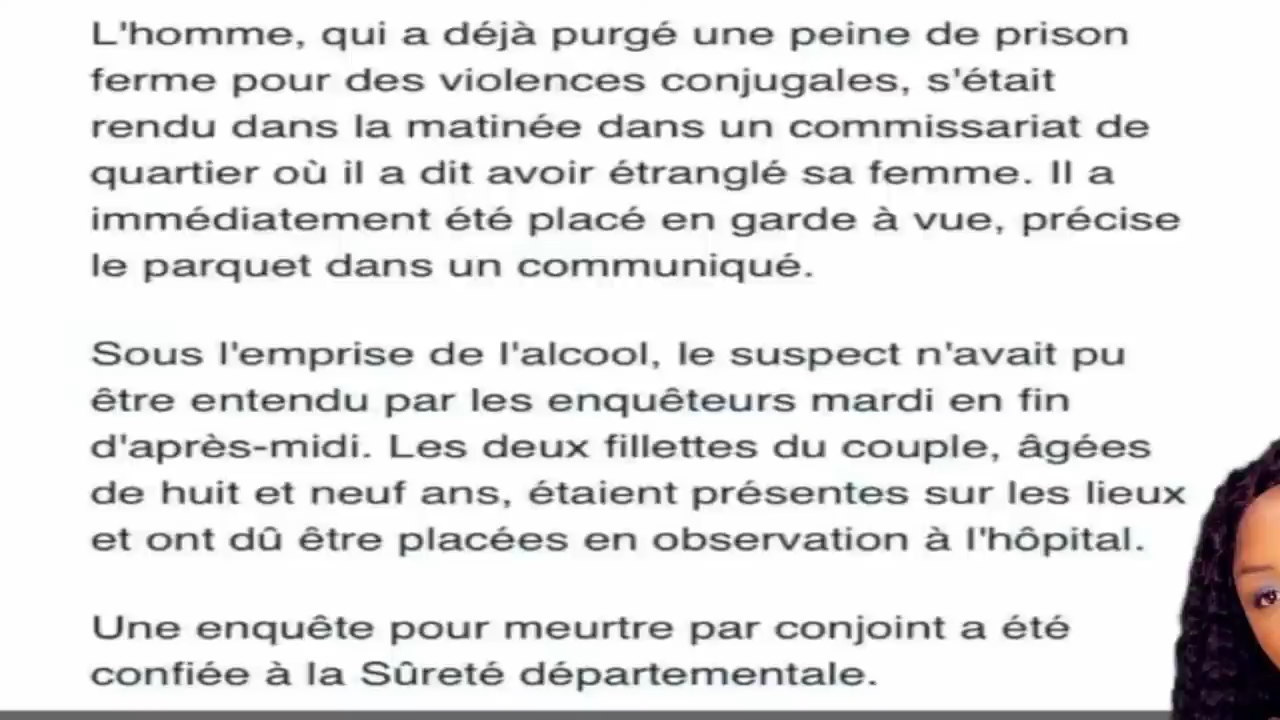 L'homme, qui a déjà purgé une peine de prison
ferme pour des violences conjugales, s'était
rendu dans la matinée dans un commissariat de
quartier où il a dit avoir étranglé sa femme. Il a
immédiatement été placé en garde à vue, précise
le parquet dans un communiqué.
Sous l'emprise de l'alcool, le suspect n'avait pu
être entendu par les enquêteurs mardi en fin
d'après-midi. Les deux fillettes du couple, âgées
de huit et neuf ans, étaient présentes sur les lieux
et ont dû être placées en observation à l'hôpital.
Une enquête pour meurtre par conjoint a été
confiée à la Sûreté départementale.